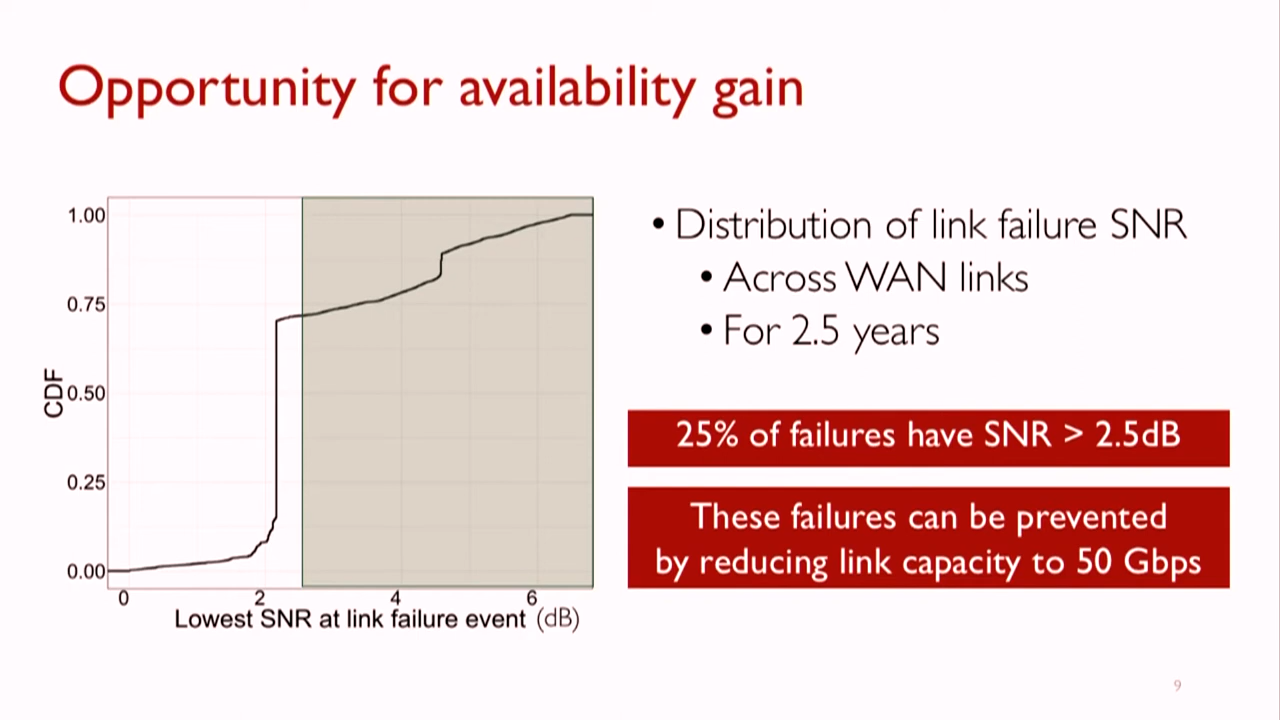 Opportunity for availability gain
1.00
0.75
0.50
0.25
0.00
CDF
0 2 4 6
Lowest SNR at link failure event (dB)
• Distribution of link failure SNR
• Across WAN links
• For 2.5 years
25% of failures have SNR > 2.5dB
These failures can be prevented
by reducing link capacity to 50 Gbps
9